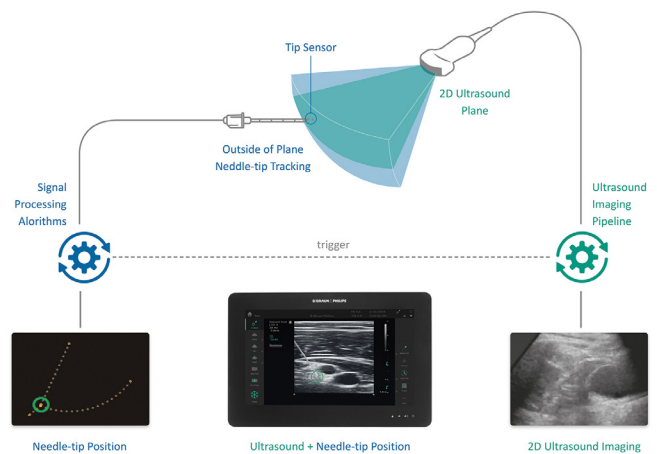 Tip Sensor
2D Ultrasound
Plane
Outside of Plane
Neddle-tip Tracking
Signal
Processing
Alorithms
Ultrasound
Imaging
Pipeline
trigger
B|BRAUN | PHILIPS
Needle-tip Position
Ultrasound + Needle-tip Position
2D Ultrasound Imaging